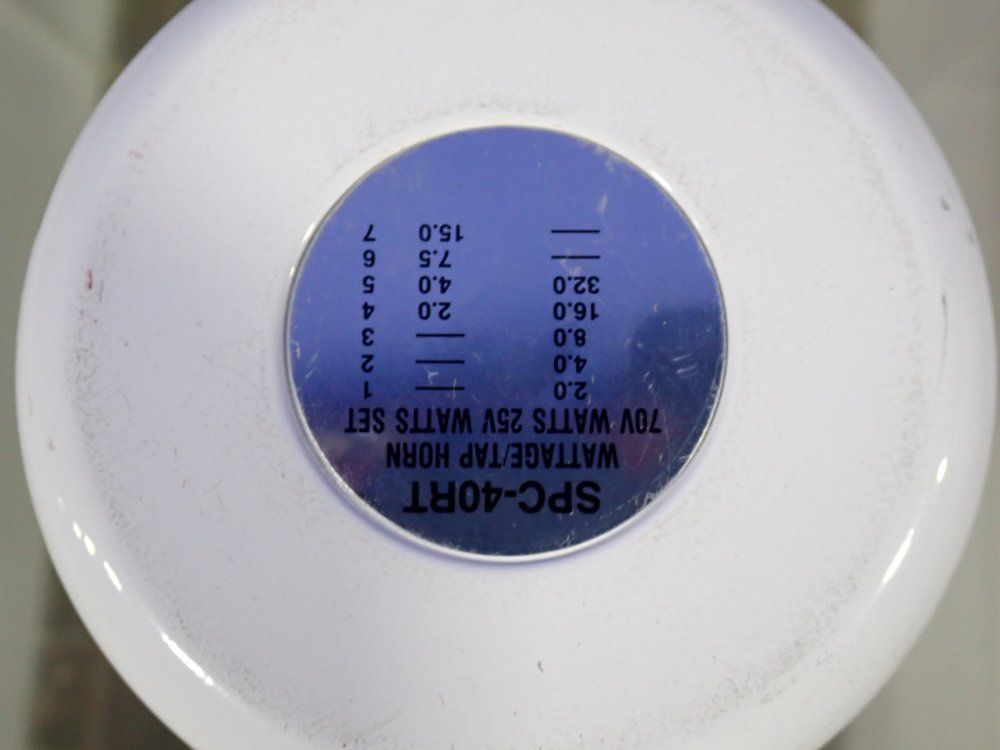 SPC-40RT
WATTAGE/TAP HORN
70V WATTS 25V WATTS SET
2.0 — 1
4.0 — 2
8.0 — 3
16.0 2.0 4
32.0 4.0 5
— 7.5 6
— 15.0 7